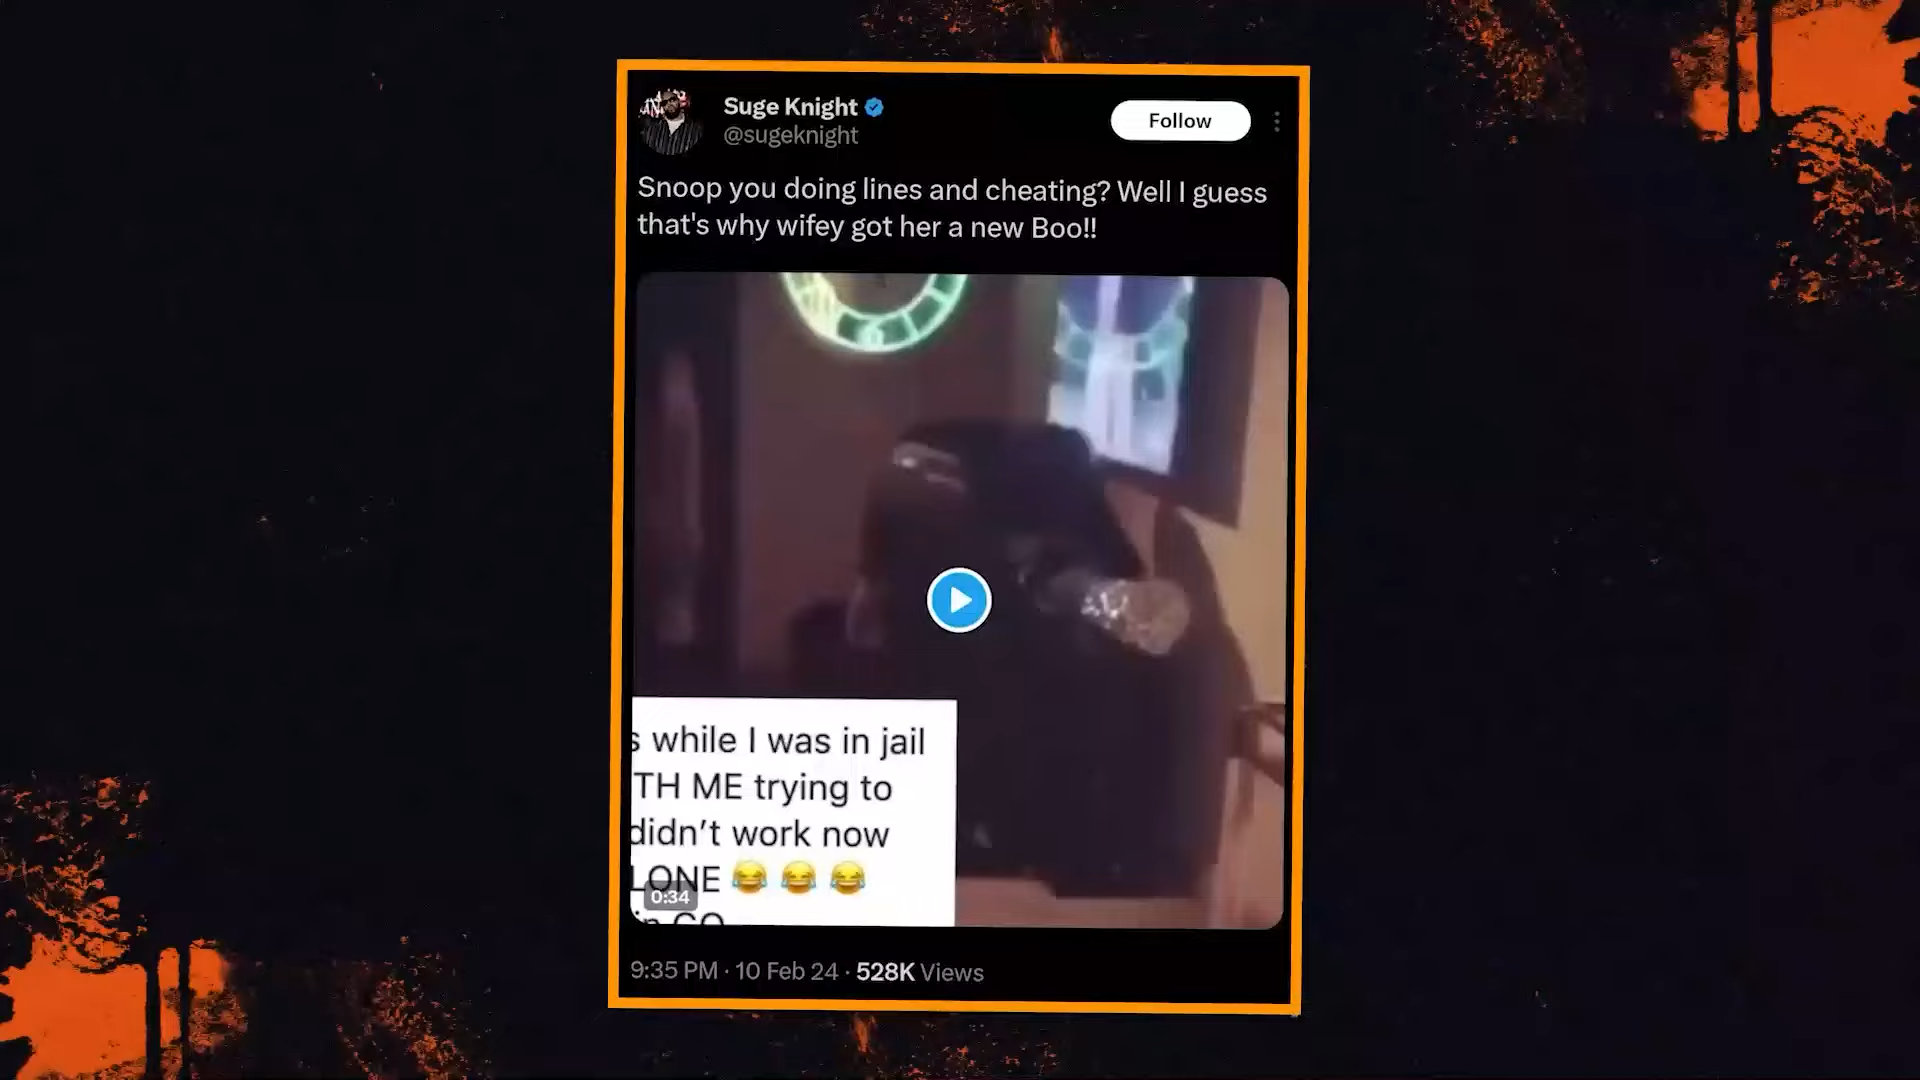 Suge Knight
@sugeknight
Follow
Snoop you doing lines and cheating? Well I guess
that's why wifey got her a new Boo!!
s while I was in jail
TH ME trying to
didn't work now
LONE 😂 😂 😂
0:34
9:35 PM · 10 Feb 24 · 528K Views